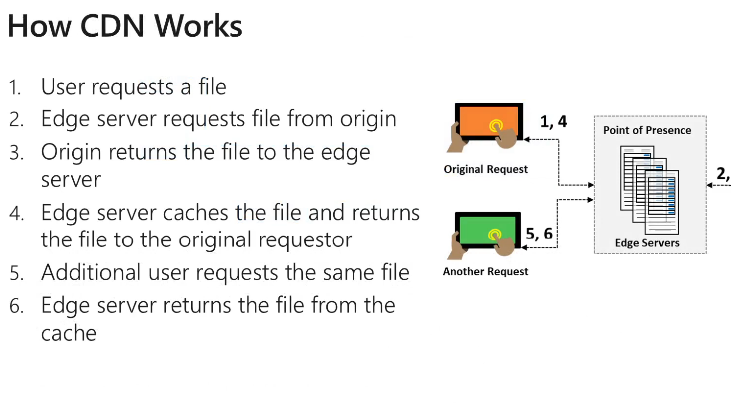 How CDN Works
1. User requests a file
2. Edge server requests file from origin
3. Origin returns the file to the edge
server
4. Edge server caches the file and returns
the file to the original requestor
5. Additional user requests the same file
6. Edge server returns the file from the
cache
1, 4
Original Request
5, 6
Another Request
Point of Presence
Edge Servers
2,